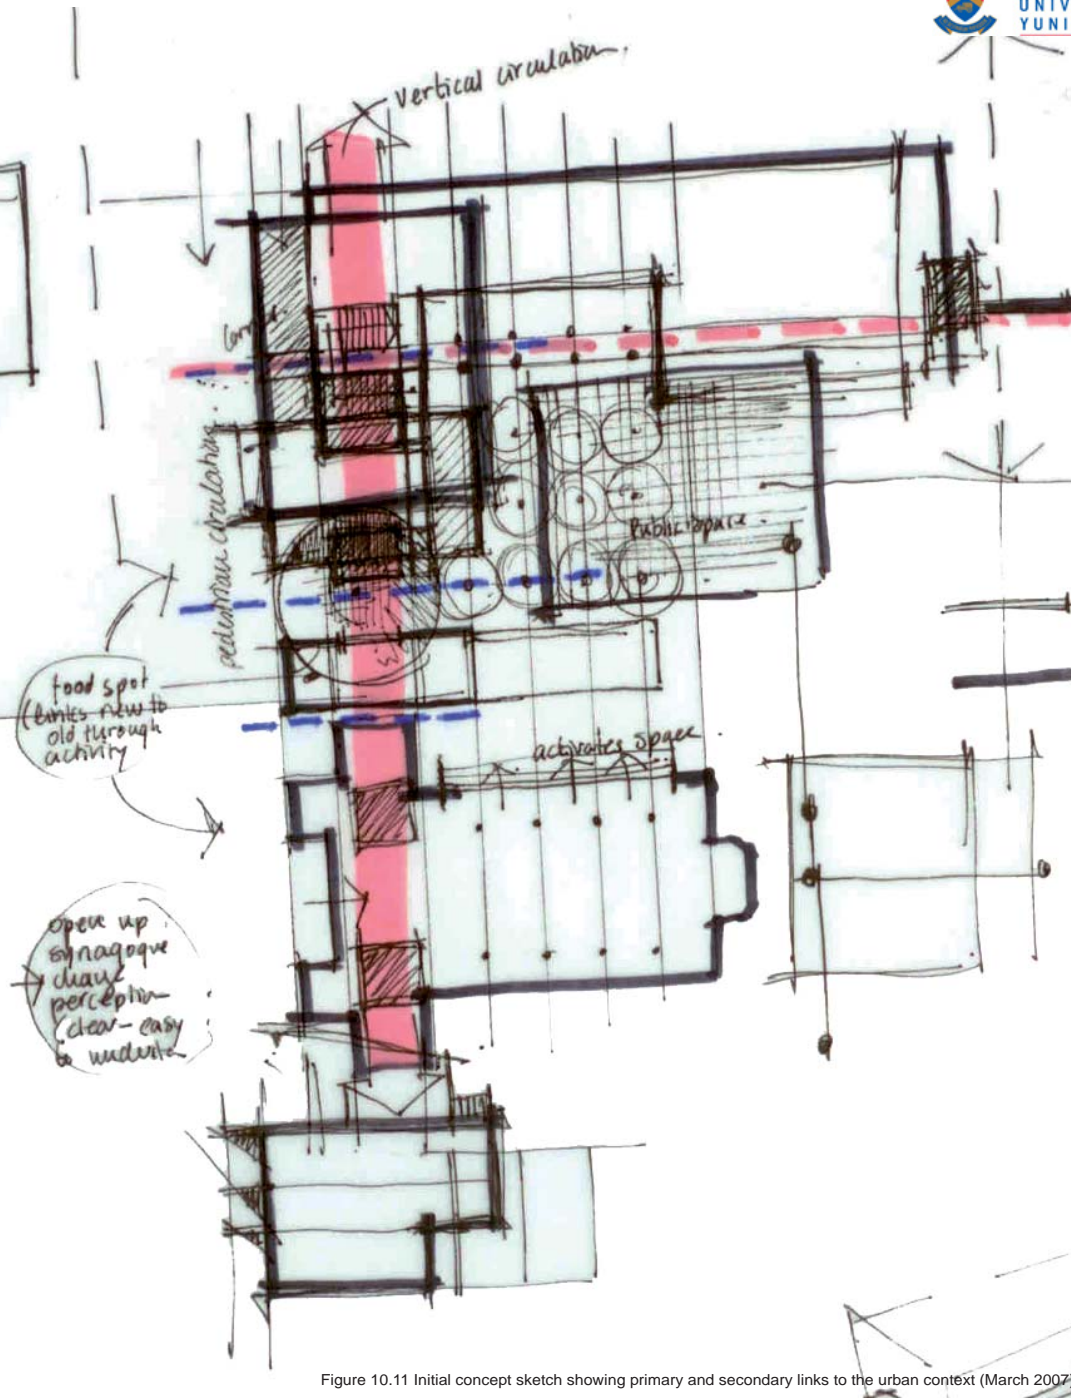 UNIV
YUNI
vertical circulation
pedestrian circulation
Public space
food spot
(links new to
old through
activity
activates space
open up
synagogue
change
perception
(clear - easy
to
Figure 10.11 Initial concept sketch showing primary and secondary links to the urban context (March 2007